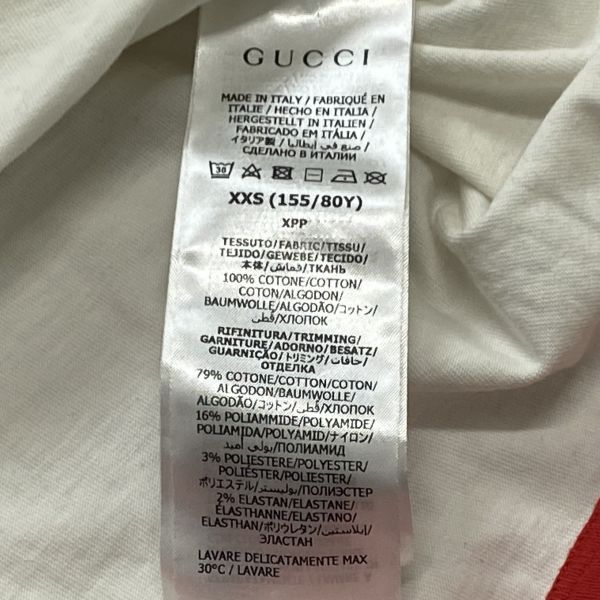 GUCCI
MADE IN ITALY / FABRIQUÉ EN
ITALIE / HECHO EN ITALIA /
HERGESTELLT IN ITALIEN /
FABRICADO EM ITÁLIA /
イタリア製 / صنع في إيطاليا /
СДЕЛАНО В ИТАЛИИ
30
XXS (155/80Y)
XPP
TESSUTO/FABRIC/TISSU/
TEJIDO/GEWEBE/TECIDO/
本体/قماش/ТКАНЬ
100% COTONE/COTTON/
COTON/ALGODON/
BAUMWOLLE/ALGODÃO/コットン/
قطن/ХЛОПОК
RIFINITURA/TRIMMING/
GARNITURE/ADORNO/BESATZ/
GUARNIÇÃO/トリミング/حافات/
ОТДЕЛКА
79% COTONE/COTTON/COTON/
ALGODON/BAUMWOLLE/
ALGODÃO/コットン/قطن/ХЛОПОК
16% POLIAMMIDE/POLYAMIDE/
POLIAMIDA/POLYAMID/ナイロン/
بولي أميد/ПОЛИАМИД
3% POLIESTERE/POLYESTER/
POLIÉSTER/POLIESTER/
ポリエステル/بوليستر/ПОЛИЭСТЕР
2% ELASTAN/ELASTANE/
ÉLASTHANNE/ELASTANO/
ELASTHAN/ポリウレタン/إيلاستين/
ЭЛАСТАН
LAVARE DELICATAMENTE MAX
30°C / LAVARE